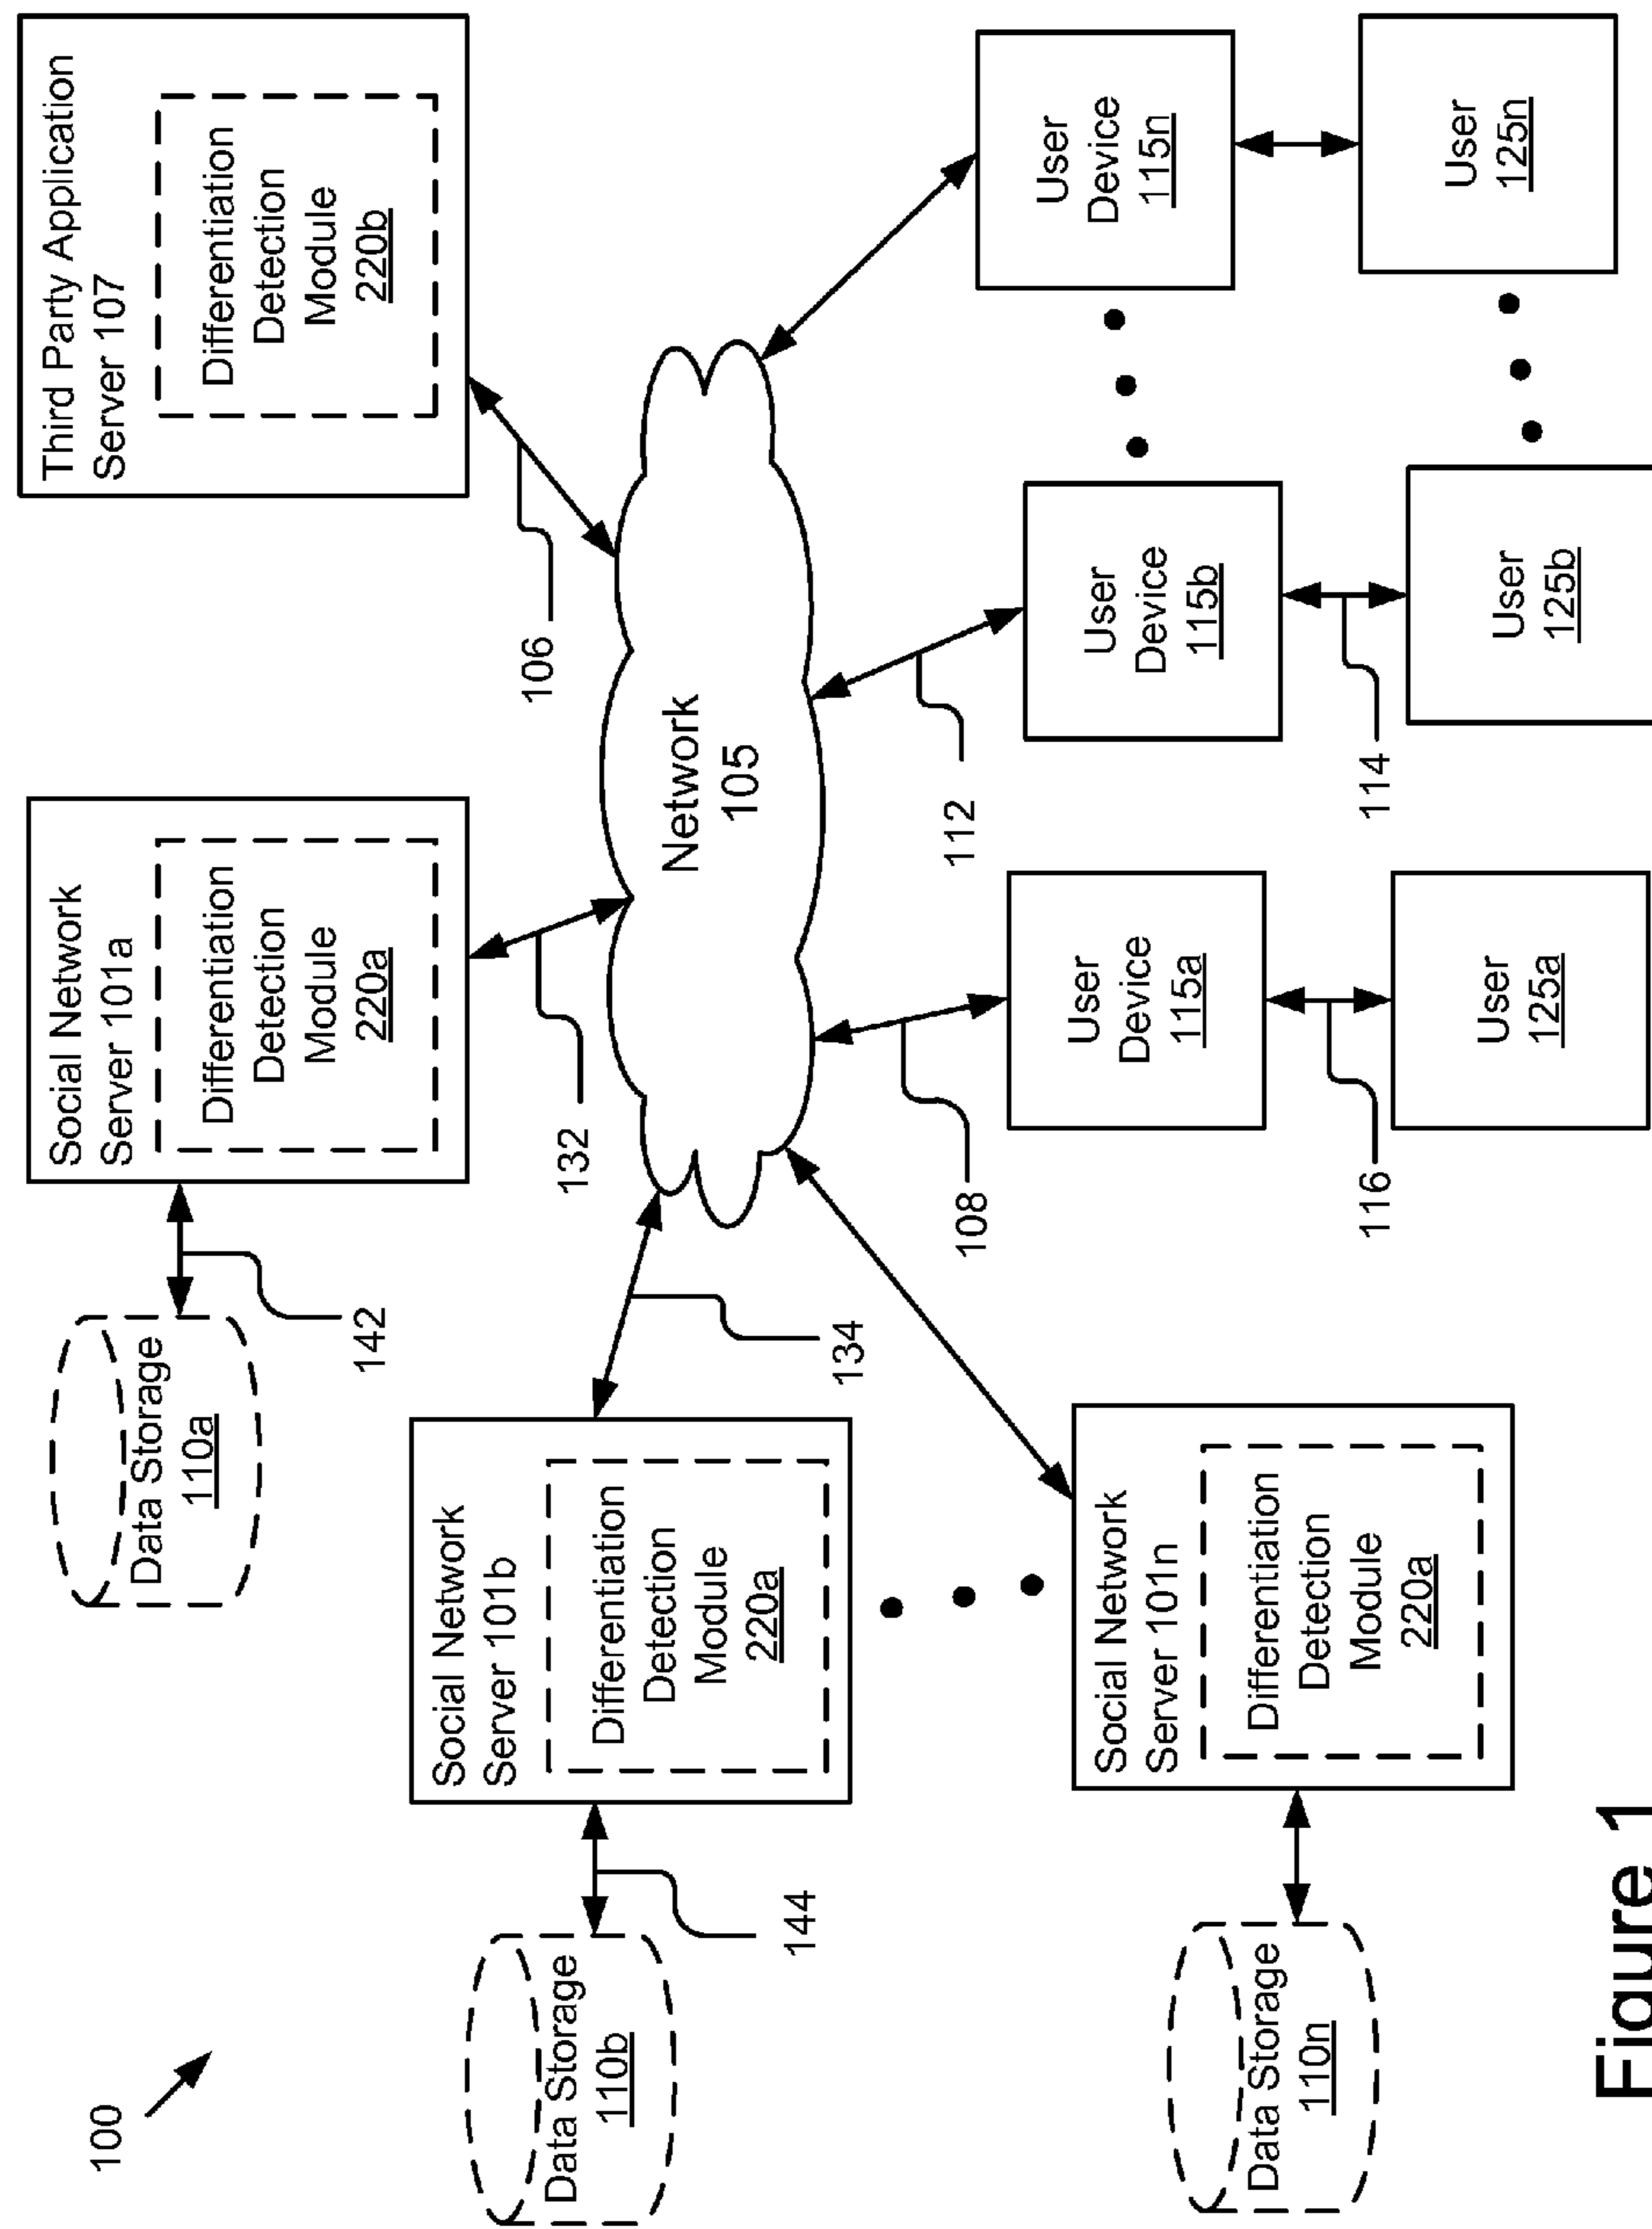 100
Data Storage
110a
142
Social Network
Server 101a
Differentiation
Detection
Module
220a
132
Third Party Application
Server 107
Differentiation
Detection
Module
220b
106
Data Storage
110b
144
Social Network
Server 101b
Differentiation
Detection
Module
220a
134
Network
105
Data Storage
110n
Social Network
Server 101n
Differentiation
Detection
Module
220a
108
112
User
Device
115a
User
Device
115b
User
Device
115n
116
114
User
125a
User
125b
User
125n
Figure 1